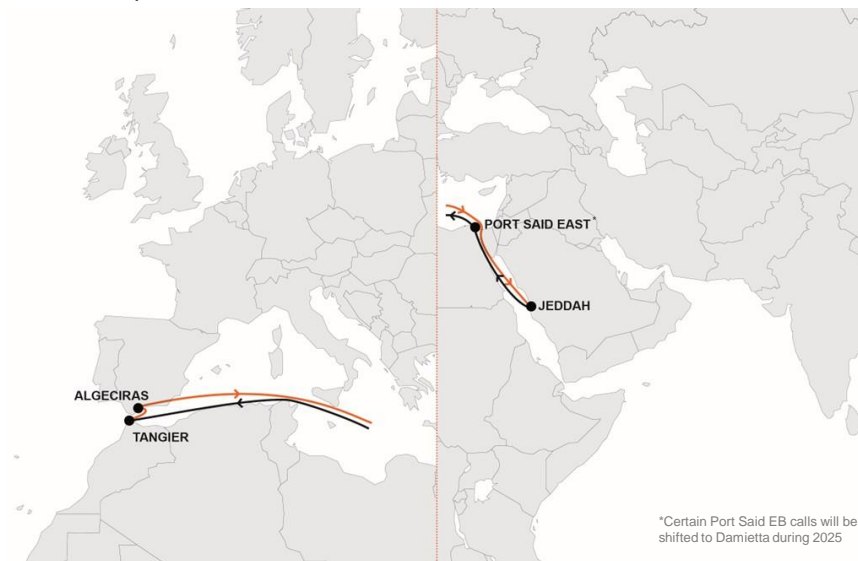 PORT SAID EAST*
JEDDAH
ALGECIRAS
TANGIER
*Certain Port Said EB calls will be
shifted to Damietta during 2025